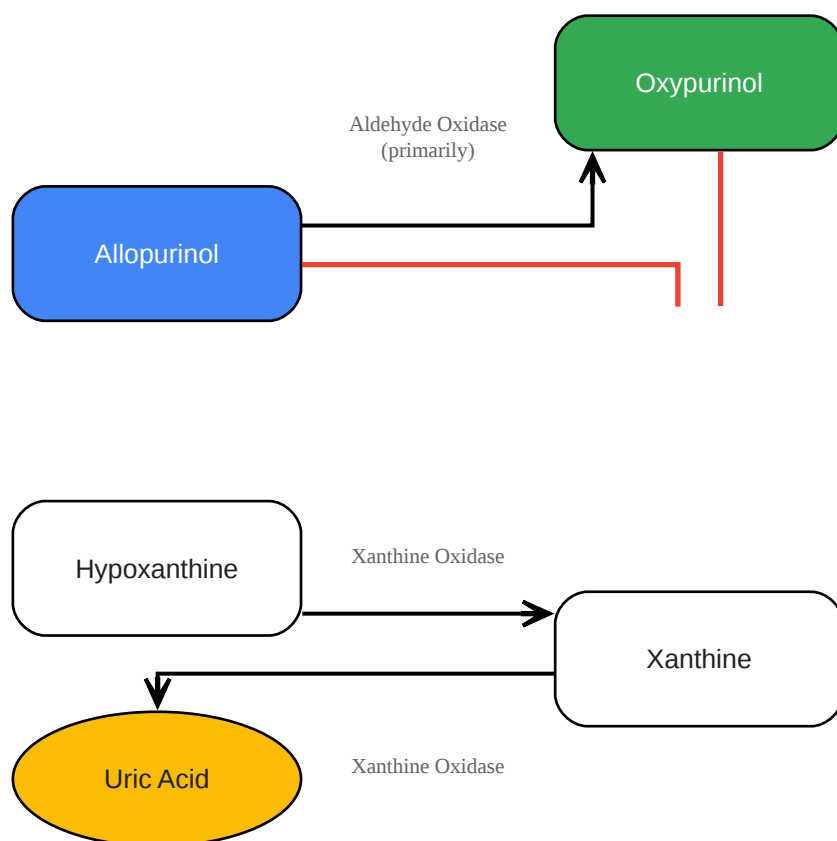 Oxypurinol
Aldehyde Oxidase
(primarily)
Allopurinol
Hypoxanthine
Xanthine Oxidase
Xanthine
Uric Acid
Xanthine Oxidase